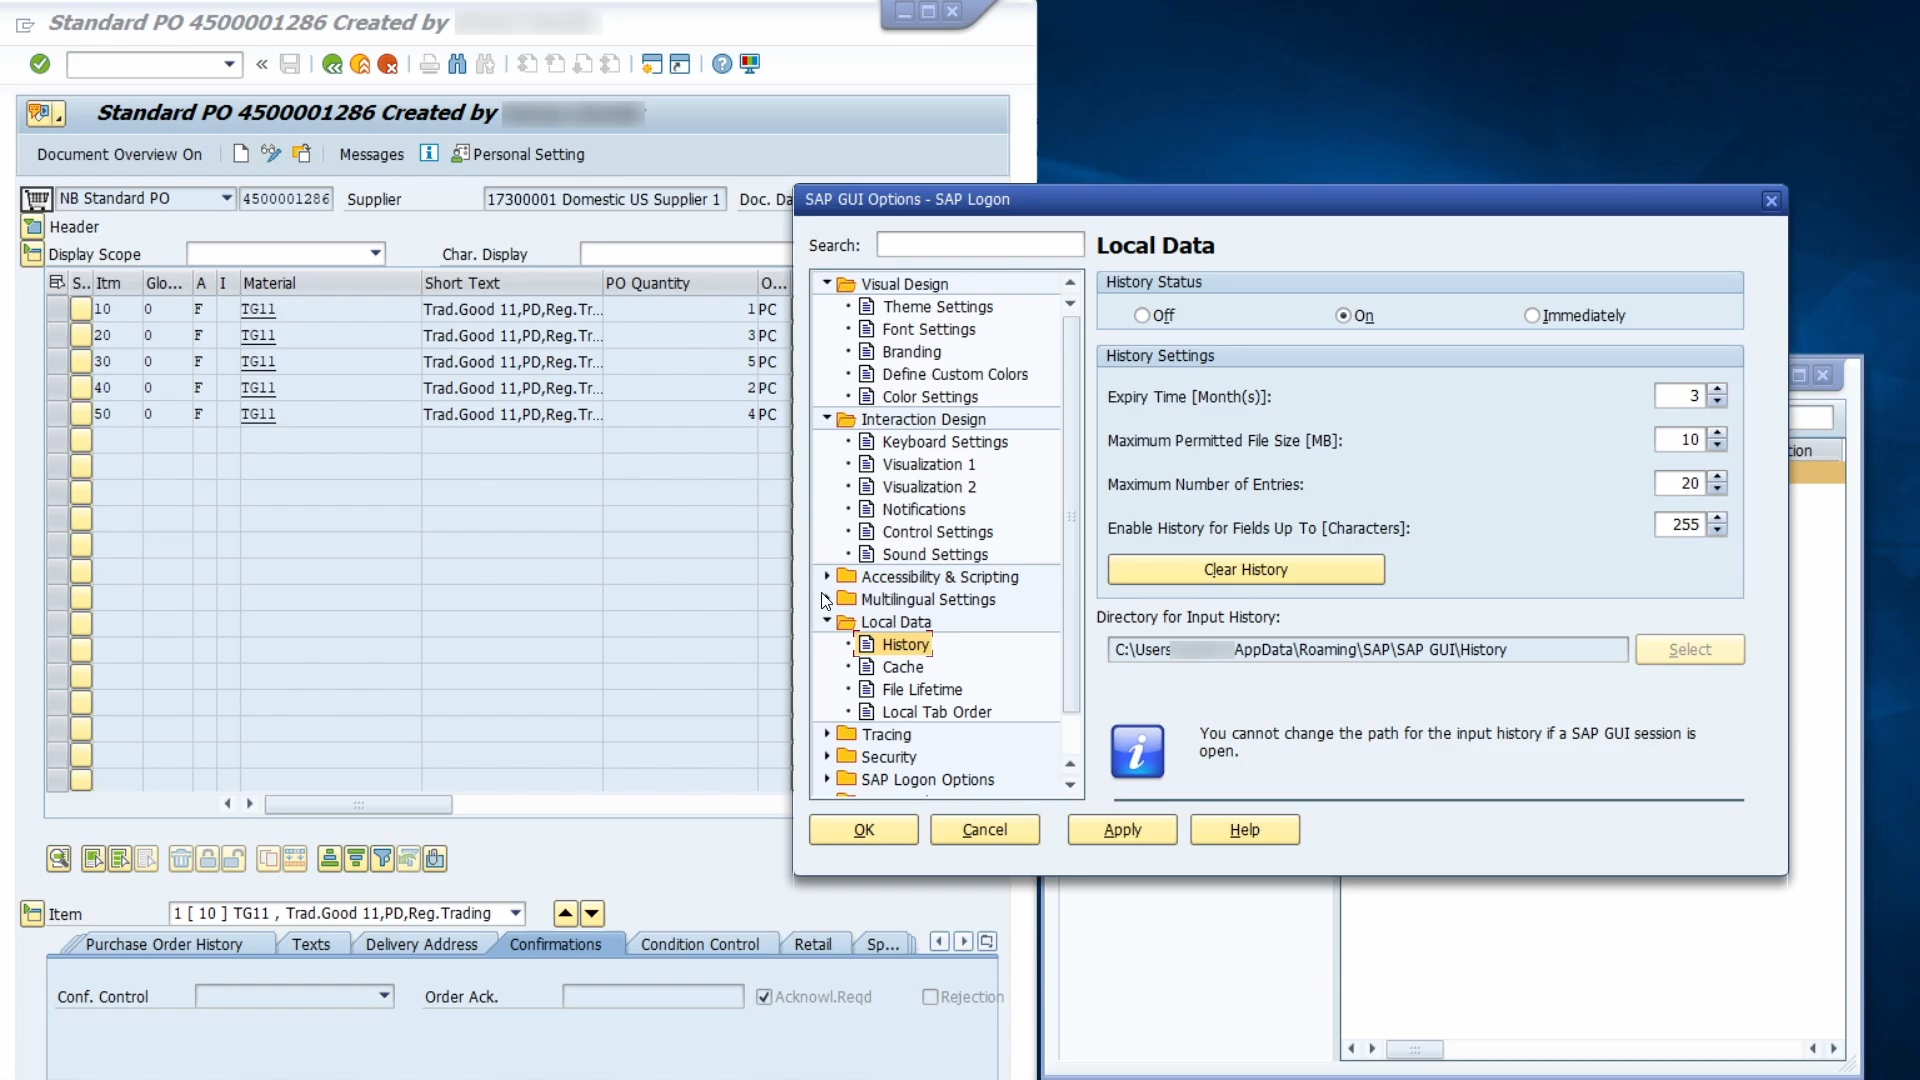 Standard PO 4500001286 Created by
Standard PO 4500001286 Created by
Document Overview On
Messages
Personal Setting
NB Standard PO
4500001286
Supplier
17300001 Domestic US Supplier 1
Doc. Da
Header
Display Scope
Char. Display
S.. Itm Glo... A I Material Short Text PO Quantity O...
10 0 F TG11 Trad.Good 11,PD,Reg.Tr... 1 PC
20 0 F TG11 Trad.Good 11,PD,Reg.Tr... 3 PC
30 0 F TG11 Trad.Good 11,PD,Reg.Tr... 5 PC
40 0 F TG11 Trad.Good 11,PD,Reg.Tr... 2 PC
50 0 F TG11 Trad.Good 11,PD,Reg.Tr... 4 PC
Item
1 [ 10 ] TG11 , Trad.Good 11,PD,Reg.Trading
Purchase Order History
Texts
Delivery Address
Confirmations
Condition Control
Retail
Sp...
Conf. Control
Order Ack.
Acknowl.Reqd
Rejection
SAP GUI Options - SAP Logon
Search:
Visual Design
Theme Settings
Font Settings
Branding
Define Custom Colors
Color Settings
Interaction Design
Keyboard Settings
Visualization 1
Visualization 2
Notifications
Control Settings
Sound Settings
Accessibility & Scripting
Multilingual Settings
Local Data
History
Cache
File Lifetime
Local Tab Order
Tracing
Security
SAP Logon Options
Local Data
History Status
Off
On
Immediately
History Settings
Expiry Time [Month(s)]: 3
Maximum Permitted File Size [MB]: 10
Maximum Number of Entries: 20
Enable History for Fields Up To [Characters]: 255
Clear History
Directory for Input History:
C:\Users AppData\Roaming\SAP\SAP GUI\History
Select
You cannot change the path for the input history if a SAP GUI session is
open.
OK
Cancel
Apply
Help
tion